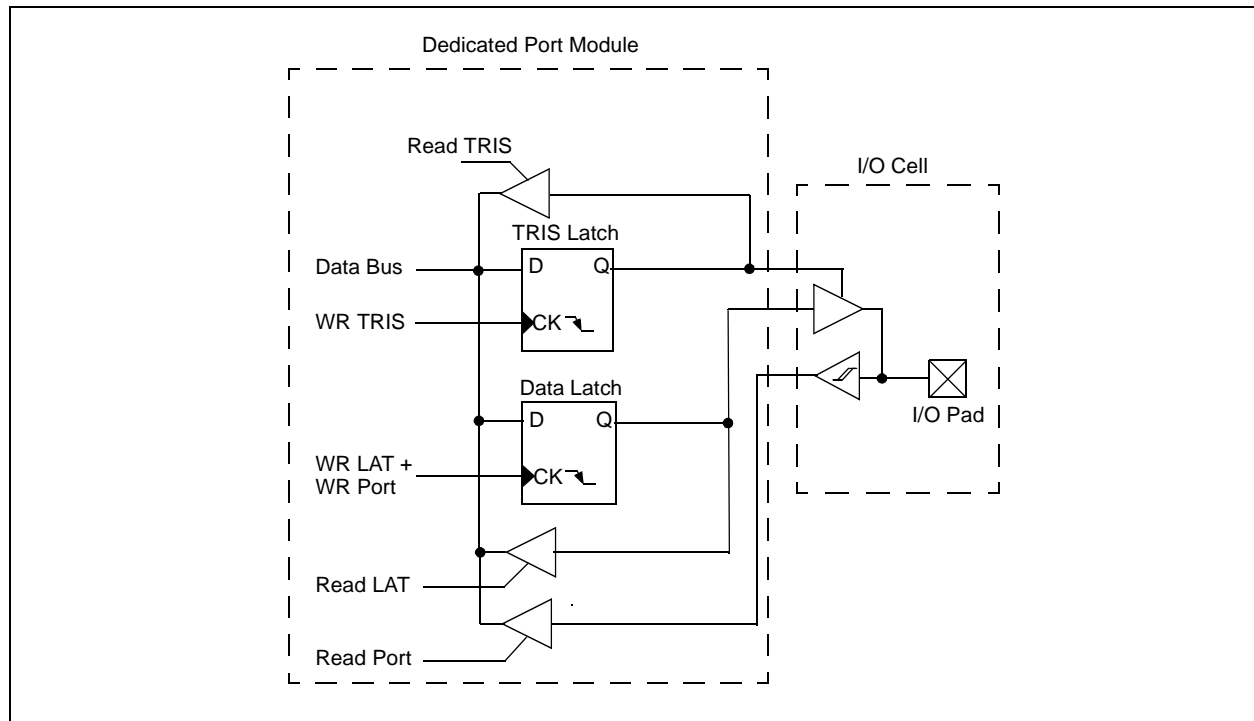 Dedicated Port Module
Read TRIS
I/O Cell
TRIS Latch
Data Bus
D
Q
WR TRIS
CK
Data Latch
I/O Pad
D
Q
WR LAT +
WR Port
CK
Read LAT
Read Port